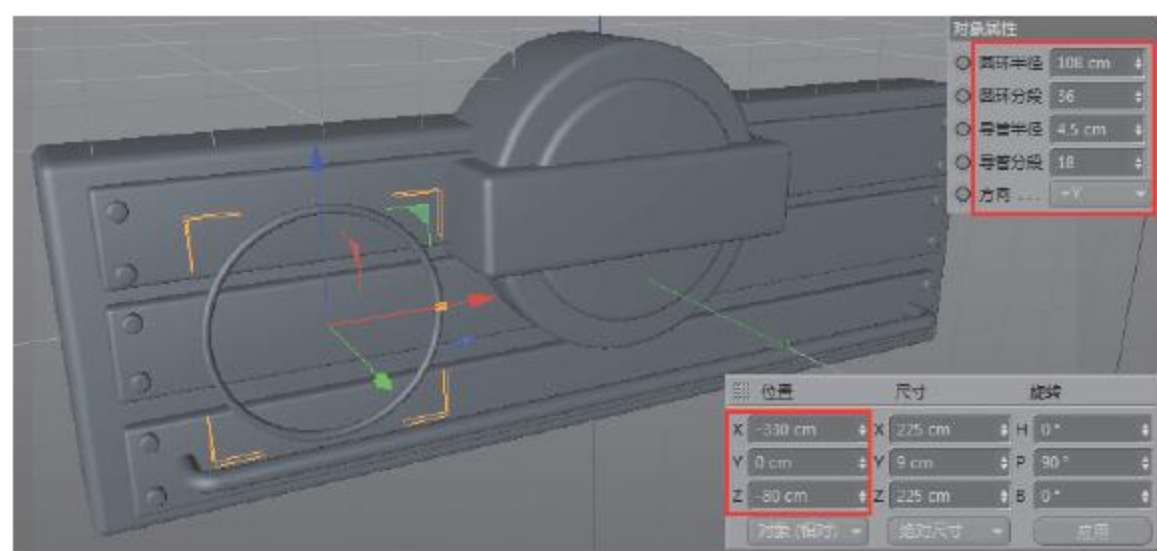 对象属性
圆环半径 108 cm
圆环分段 36
导管半径 4.5 cm
导管分段 18
方向 ... +Y
位置 尺寸 旋转
X -330 cm X 225 cm H 0°
Y 0 cm Y 9 cm P 90°
Z -80 cm Z 225 cm B 0°
对象 (相对) 绝对尺寸 应用